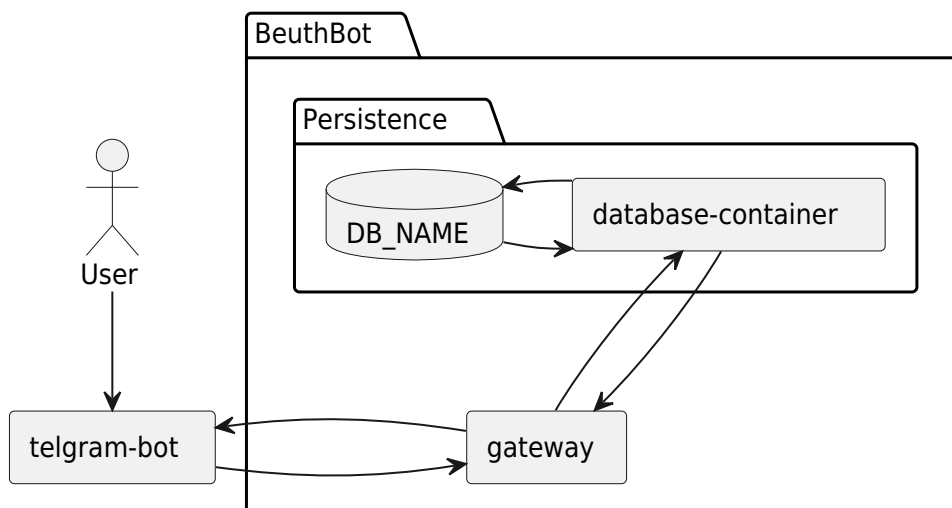 BeuthBot
Persistence
DB_NAME
database-container
User
telgram-bot
gateway